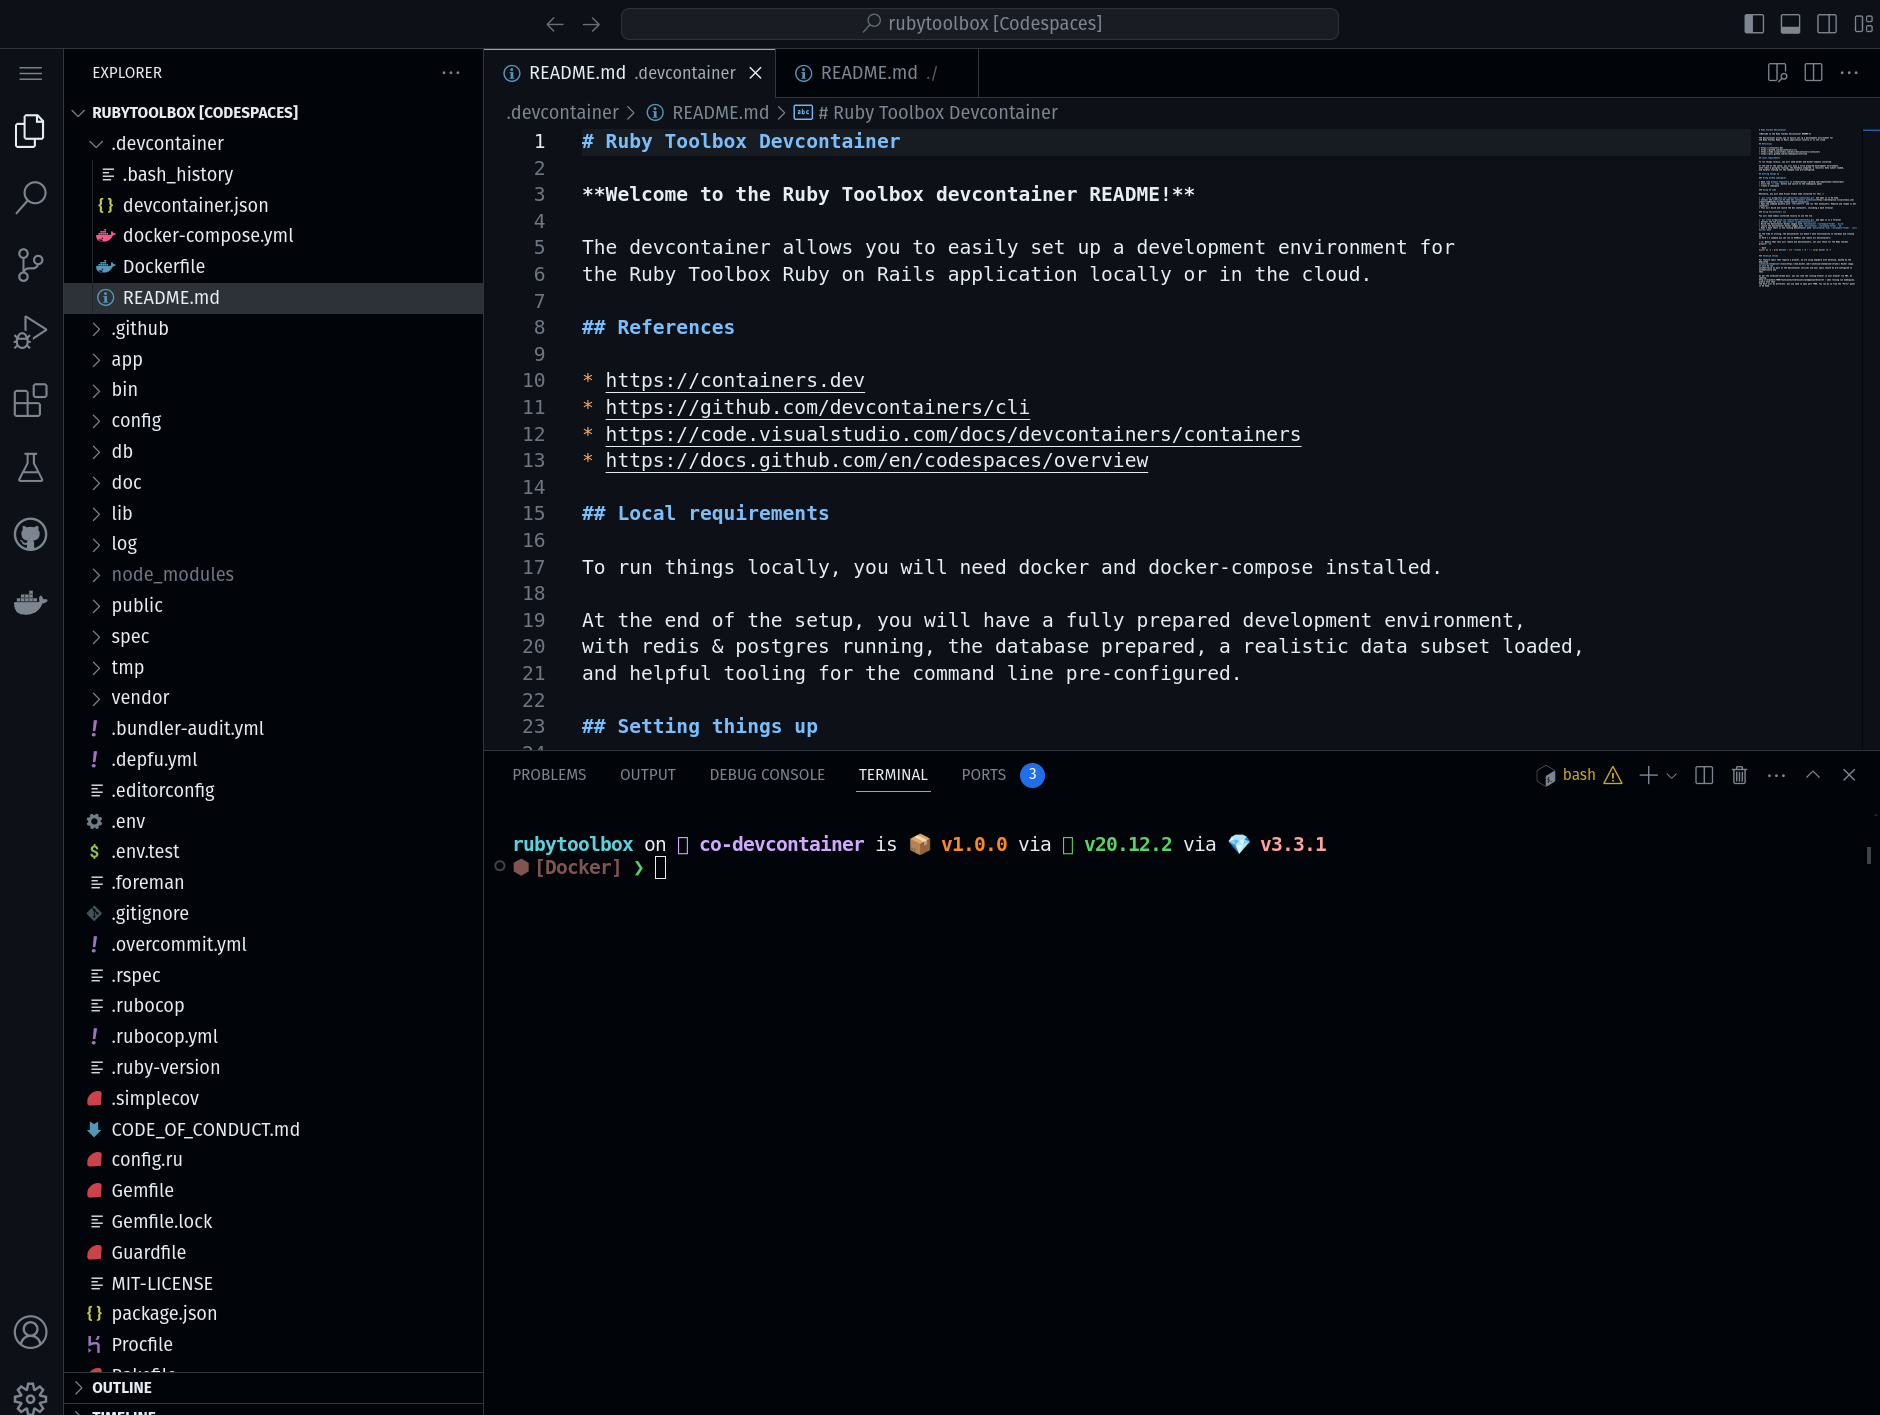 rubytoolbox [Codespaces]
EXPLORER
RUBYTOOLBOX [CODESPACES]
.devcontainer
.bash_history
devcontainer.json
docker-compose.yml
Dockerfile
README.md
.github
app
bin
config
db
doc
lib
log
node_modules
public
spec
tmp
vendor
.bundler-audit.yml
.depfu.yml
.editorconfig
.env
.env.test
.foreman
.gitignore
.overcommit.yml
.rspec
.rubocop
.rubocop.yml
.ruby-version
.simplecov
CODE_OF_CONDUCT.md
config.ru
Gemfile
Gemfile.lock
Guardfile
MIT-LICENSE
package.json
Procfile
Rakefile
OUTLINE
TIMELINE
README.md .devcontainer
README.md ./
.devcontainer > README.md > # Ruby Toolbox Devcontainer
1 # Ruby Toolbox Devcontainer
2
3 **Welcome to the Ruby Toolbox devcontainer README!**
4
5 The devcontainer allows you to easily set up a development environment for
6 the Ruby Toolbox Ruby on Rails application locally or in the cloud.
7
8 ## References
9
10 * https://containers.dev
11 * https://github.com/devcontainers/cli
12 * https://code.visualstudio.com/docs/devcontainers/containers
13 * https://docs.github.com/en/codespaces/overview
14
15 ## Local requirements
16
17 To run things locally, you will need docker and docker-compose installed.
18
19 At the end of the setup, you will have a fully prepared development environment,
20 with redis & postgres running, the database prepared, a realistic data subset loaded,
21 and helpful tooling for the command line pre-configured.
22
23 ## Setting things up
24
PROBLEMS OUTPUT DEBUG CONSOLE TERMINAL PORTS 3
bash
rubytoolbox on co-devcontainer is 📦 v1.0.0 via v20.12.2 via 💎 v3.3.1
[Docker] ❯